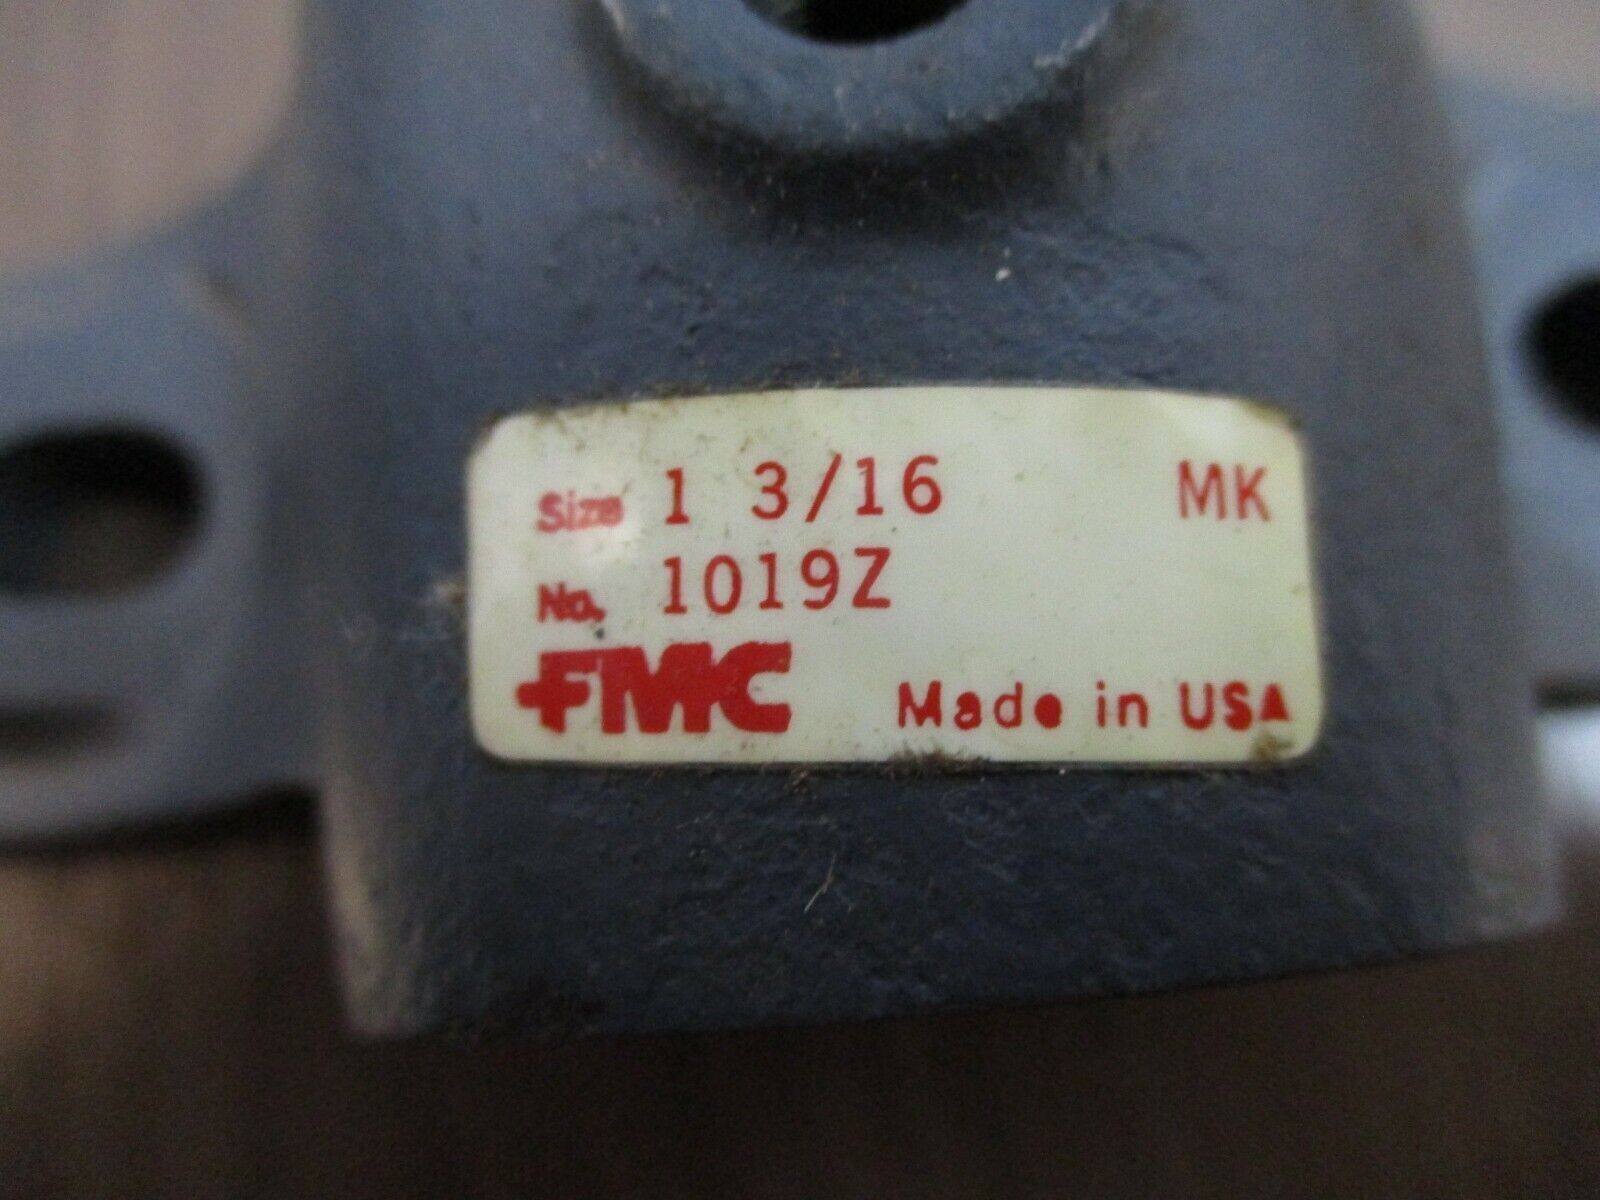 Size 1 3/16 MK
No. 1019Z
FMC Made in USA